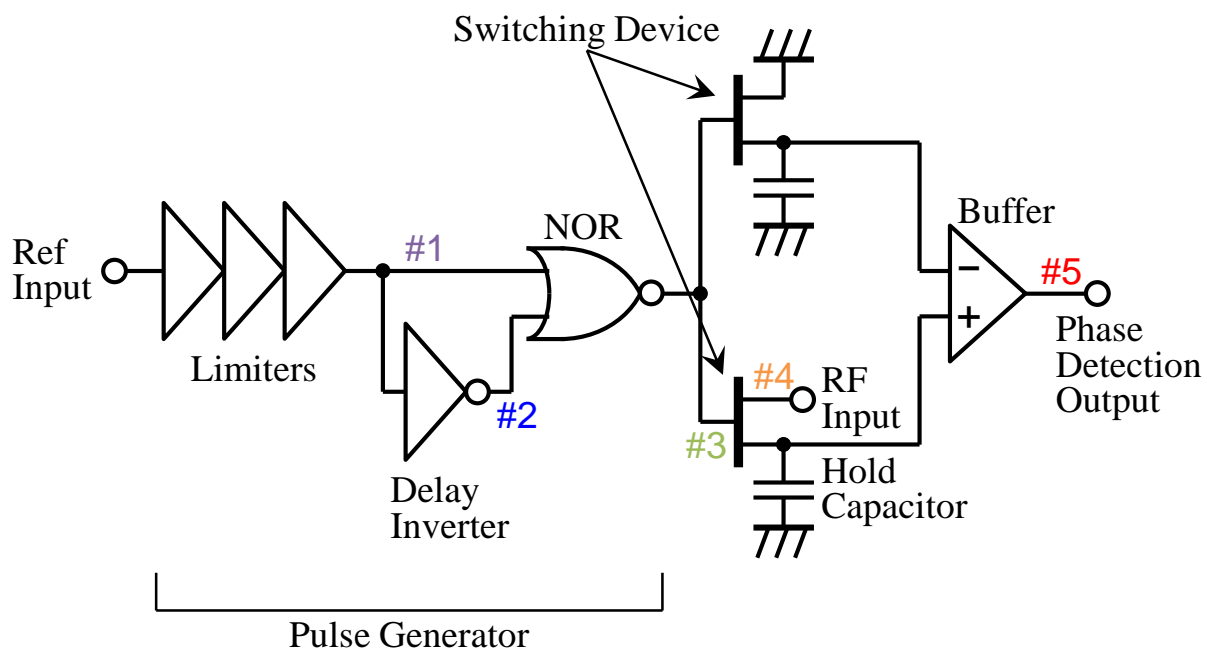 Switching Device
NOR
Buffer
Ref
Input
#1
−
+
#5
Phase
Detection
Output
Limiters
#2
#4
RF
Input
#3
Delay
Inverter
Hold
Capacitor
Pulse Generator